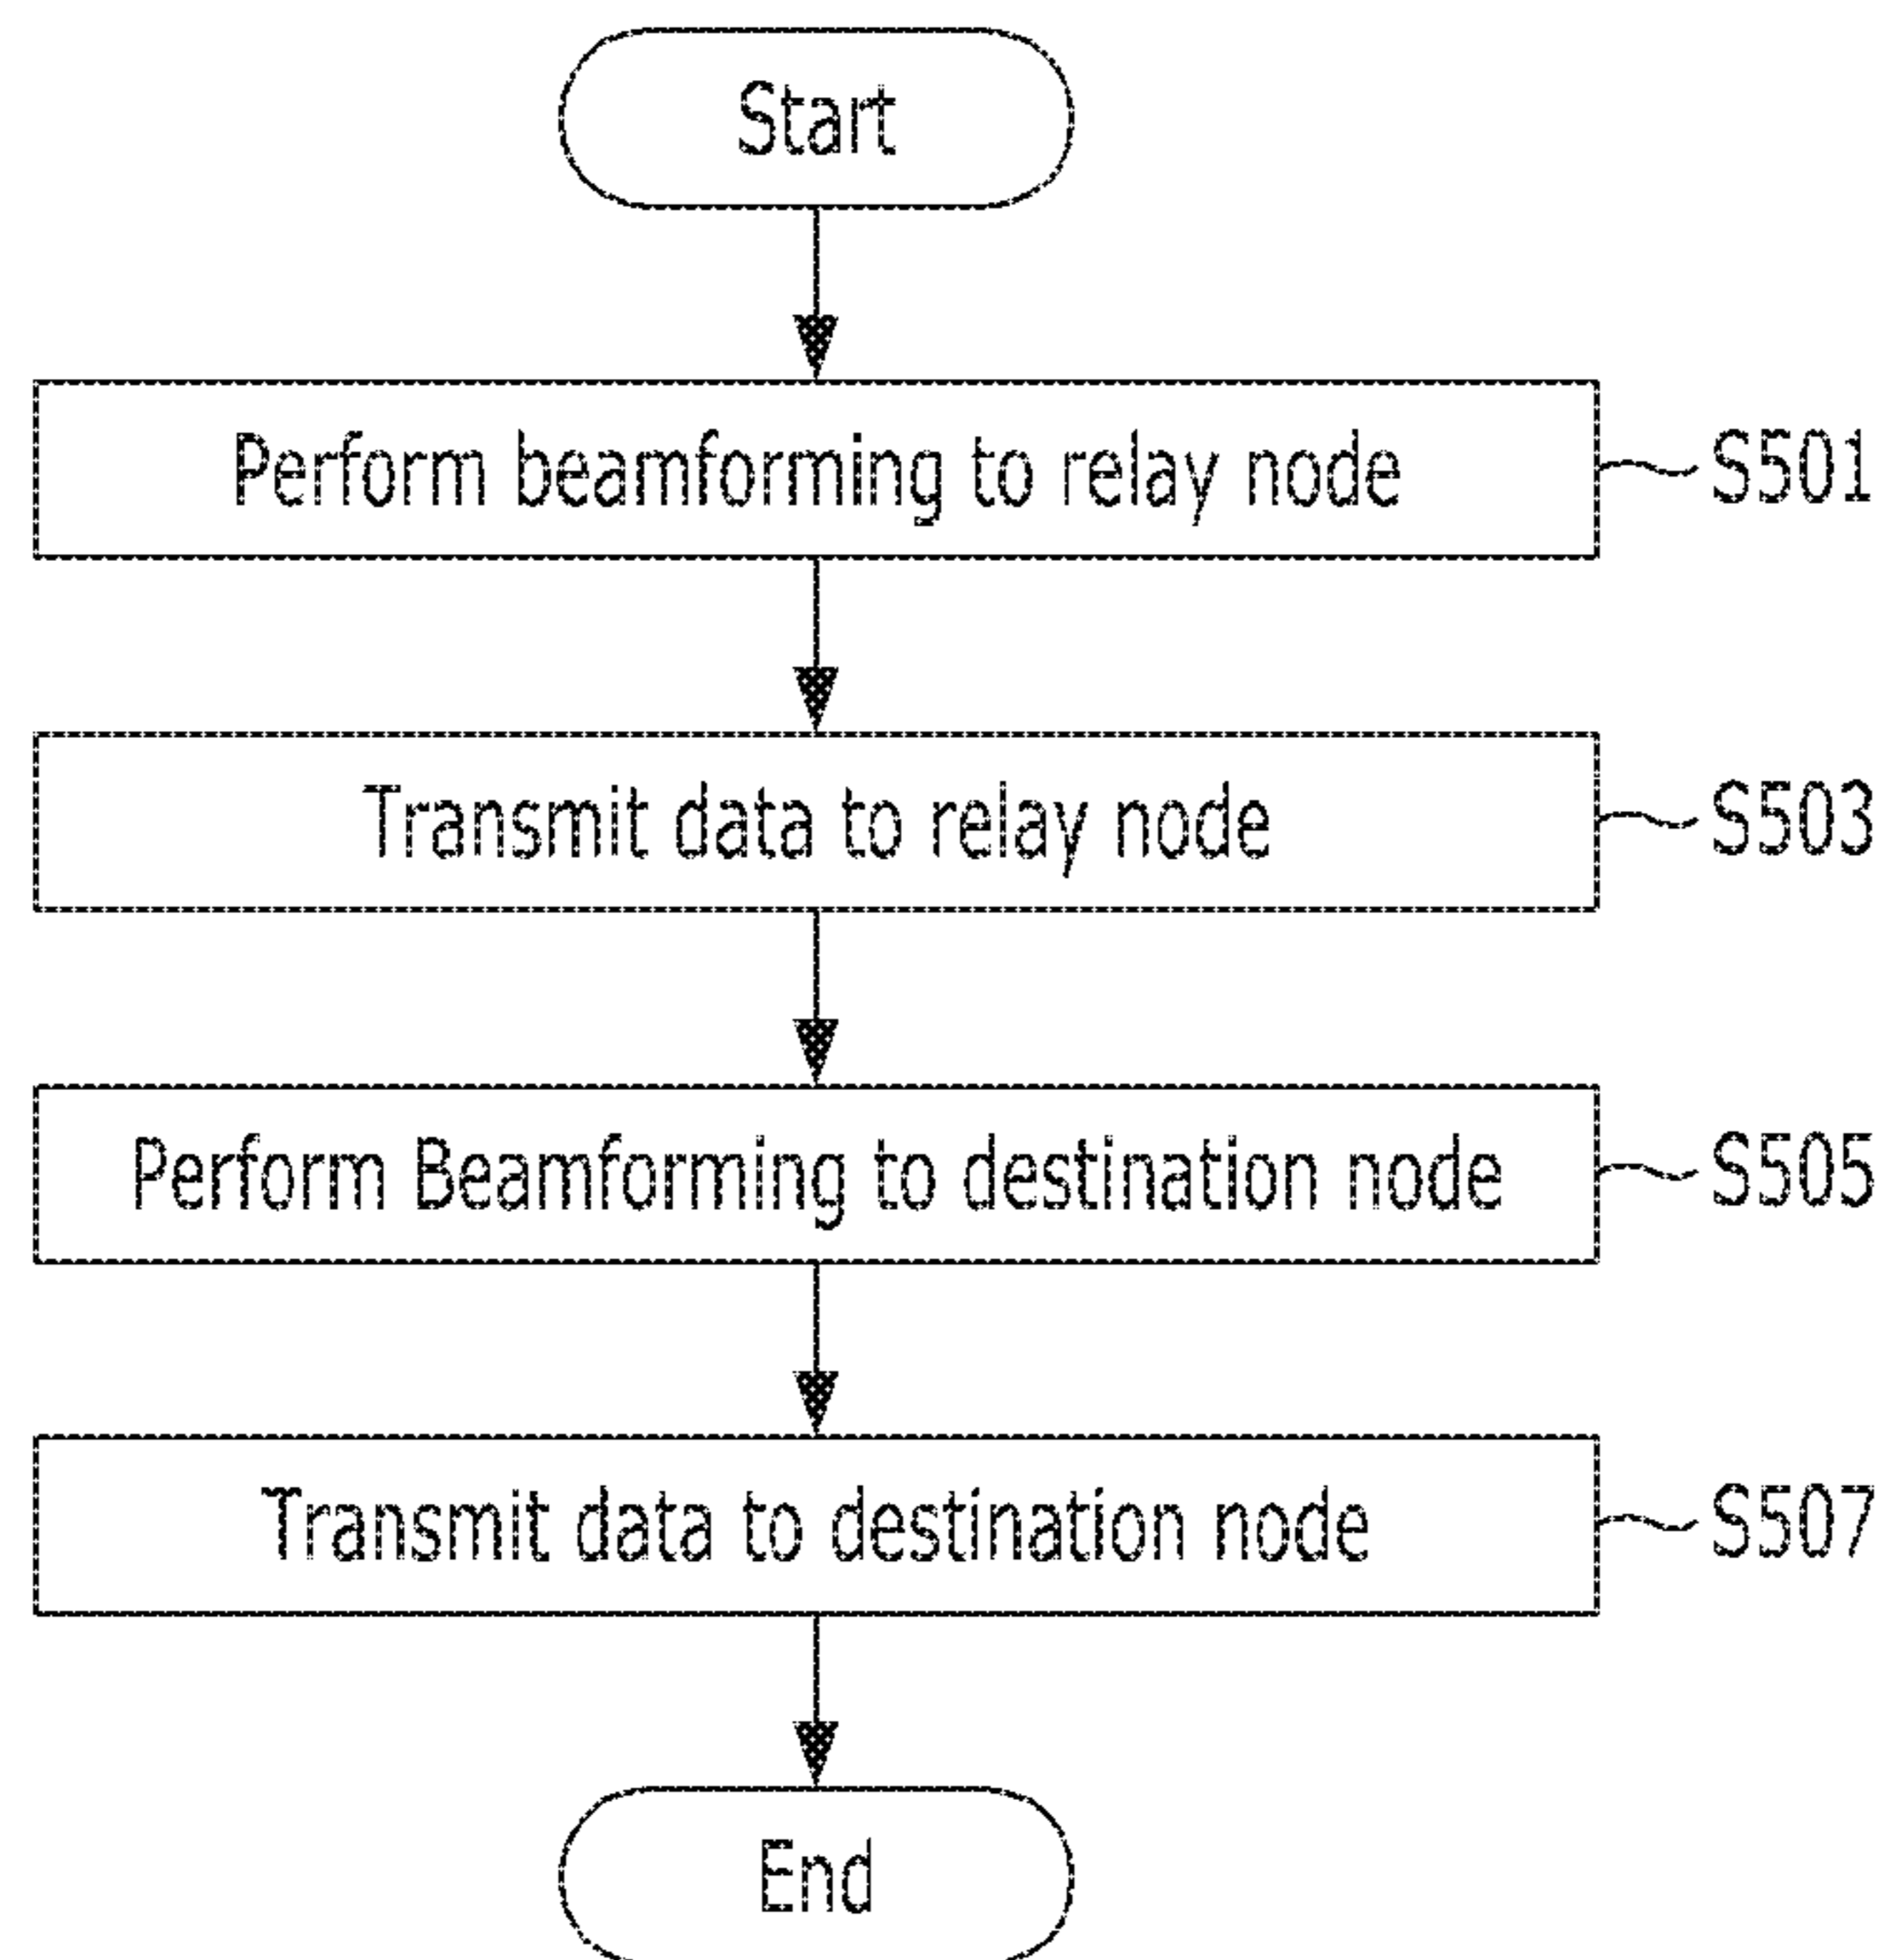 Start
Perform beamforming to relay node
S501
Transmit data to relay node
S503
Perform Beamforming to destination node
S505
Transmit data to destination node
S507
End